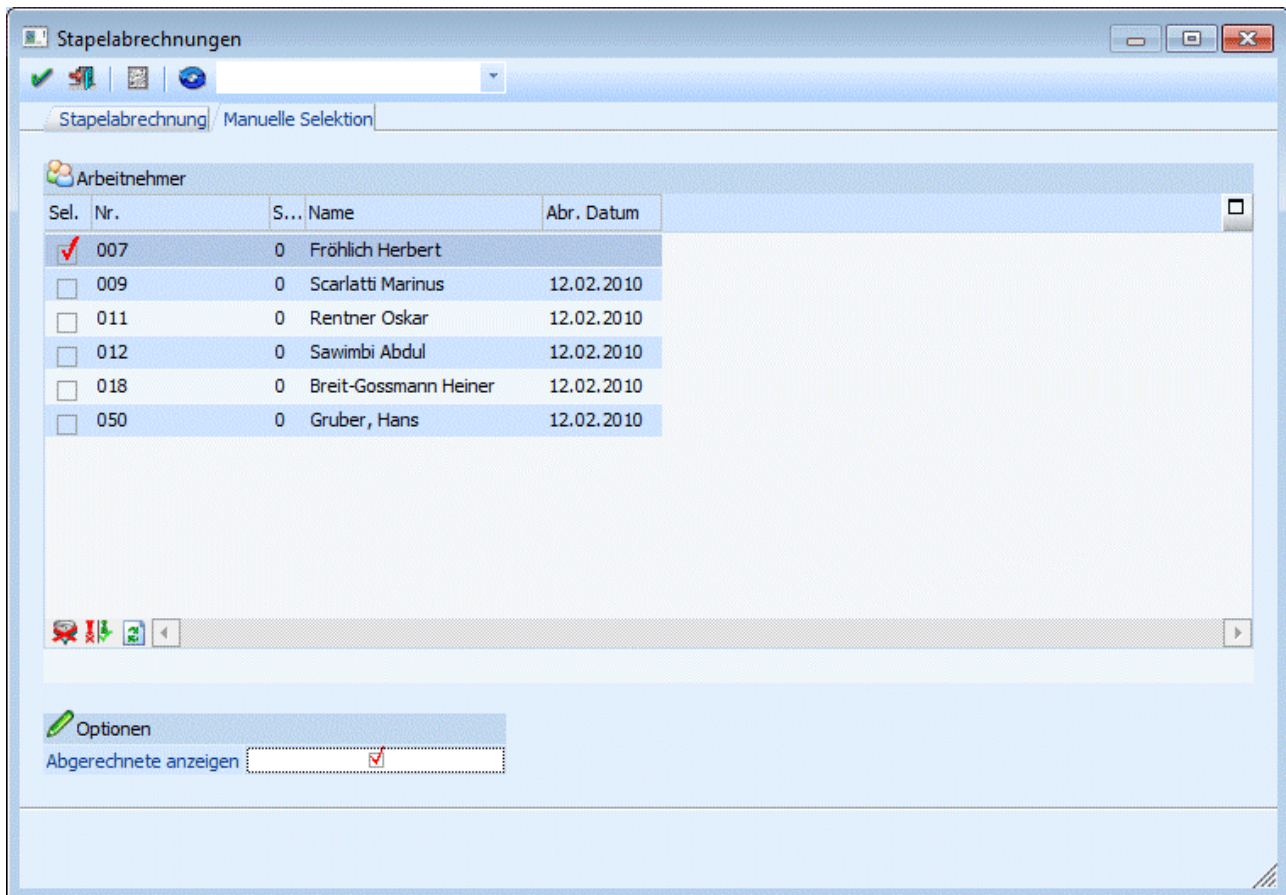 Stapelabrechnungen
Stapelabrechnung Manuelle Selektion
Arbeitnehmer
Sel. Nr. S... Name Abr. Datum
007 0 Fröhlich Herbert
009 0 Scarlatti Marinus 12.02.2010
011 0 Rentner Oskar 12.02.2010
012 0 Sawimbi Abdul 12.02.2010
018 0 Breit-Gossmann Heiner 12.02.2010
050 0 Gruber, Hans 12.02.2010
Optionen
Abgerechnete anzeigen